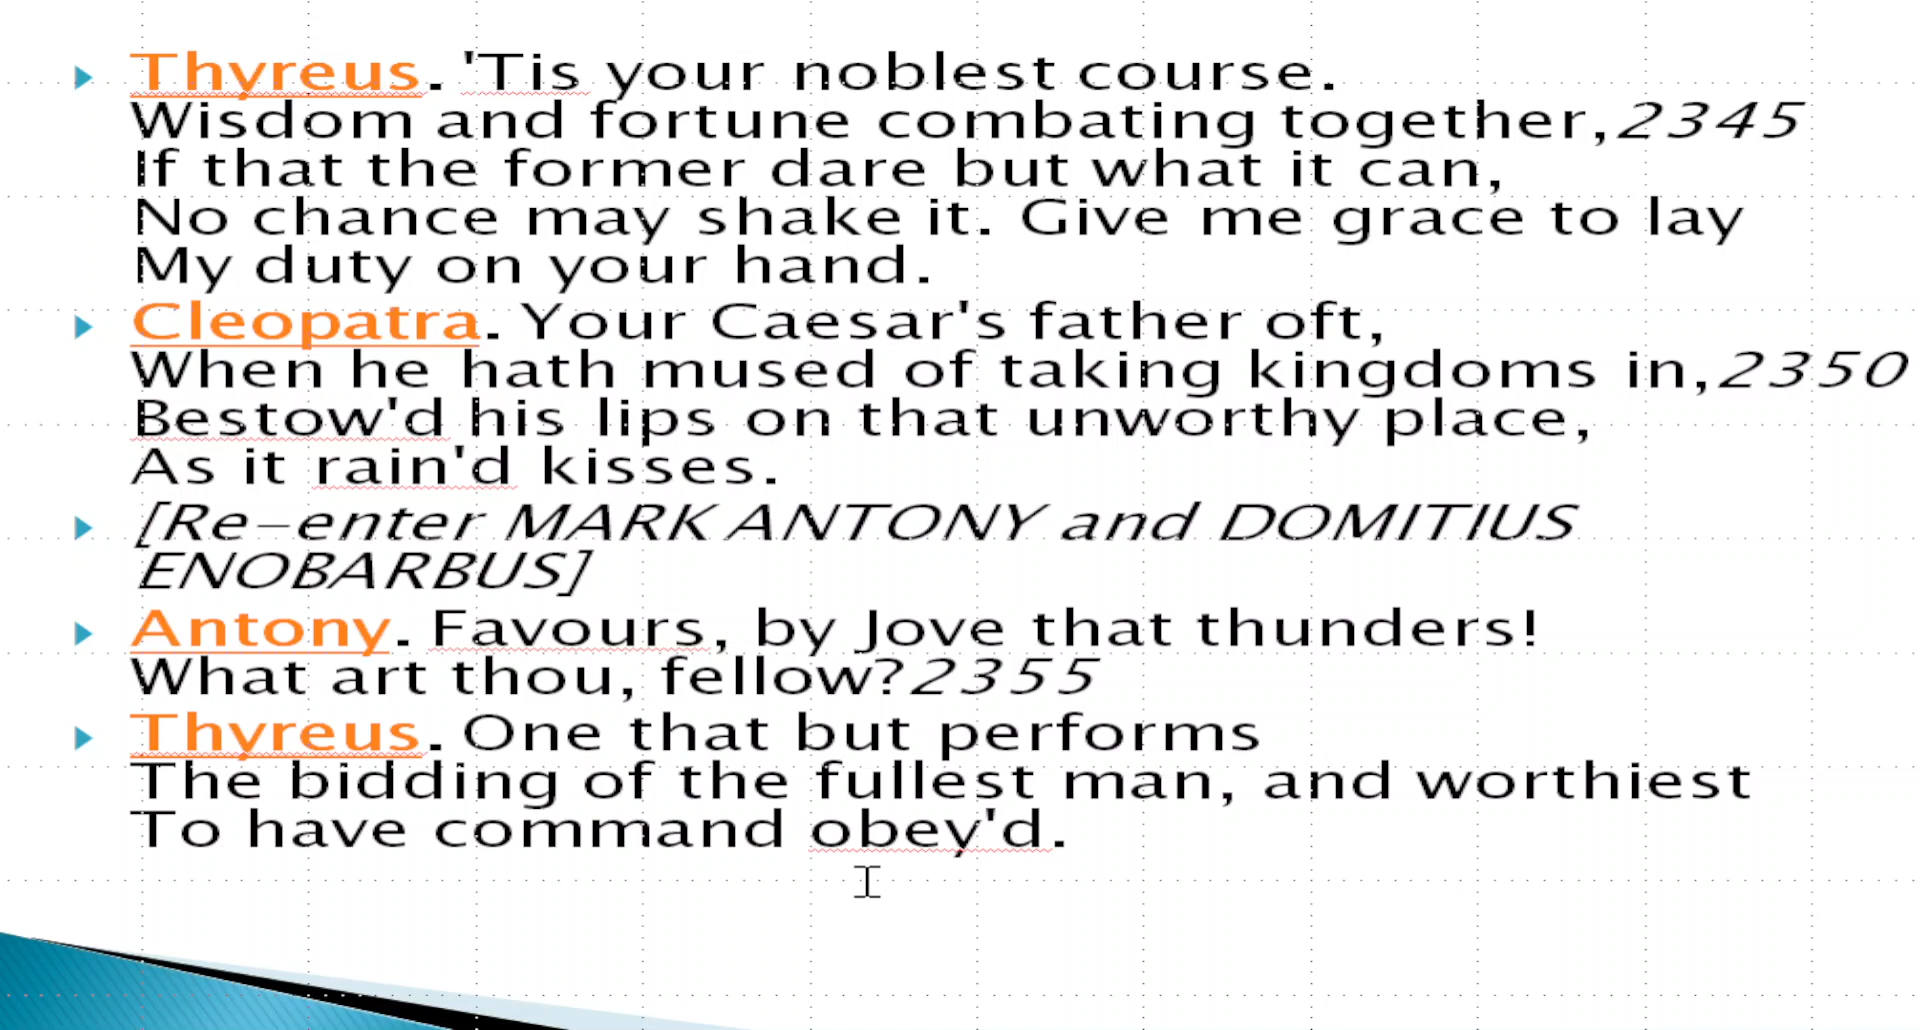 Thyreus. 'Tis your noblest course.
Wisdom and fortune combating together,2345
If that the former dare but what it can,
No chance may shake it. Give me grace to lay
My duty on your hand.
Cleopatra. Your Caesar's father oft,
When he hath mused of taking kingdoms in,2350
Bestow'd his lips on that unworthy place,
As it rain'd kisses.
[Re-enter MARK ANTONY and DOMITIUS
ENOBARBUS]
Antony. Favours, by Jove that thunders!
What art thou, fellow?2355
Thyreus. One that but performs
The bidding of the fullest man, and worthiest
To have command obey'd.